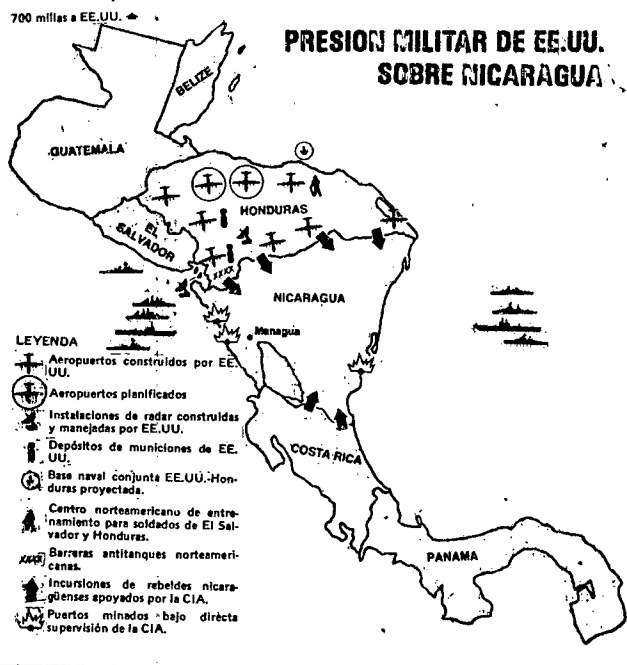 700 millas a EE.UU.
PRESION MILITAR DE EE.UU.
SOBRE NICARAGUA
BELIZE
GUATEMALA
HONDURAS
EL
SALVADOR
XXXX
NICARAGUA
Managua
COSTA RICA
PANAMA
LEYENDA
Aeropuertos construidos por EE.
UU.
Aeropuertos planificados
Instalaciones de radar construidas
y manejadas por EE.UU.
Depósitos de municiones de EE.
UU.
Base naval conjunta EE.UU.-Hon-
duras proyectada.
Centro norteamericano de entre-
namiento para soldados de El Sal-
vador y Honduras.
XXXX Barreras antitanques norteameri-
canas.
Incursiones de rebeldes nicara-
güenses apoyados por la CIA.
Puertos minados bajo directa
supervisión de la CIA.